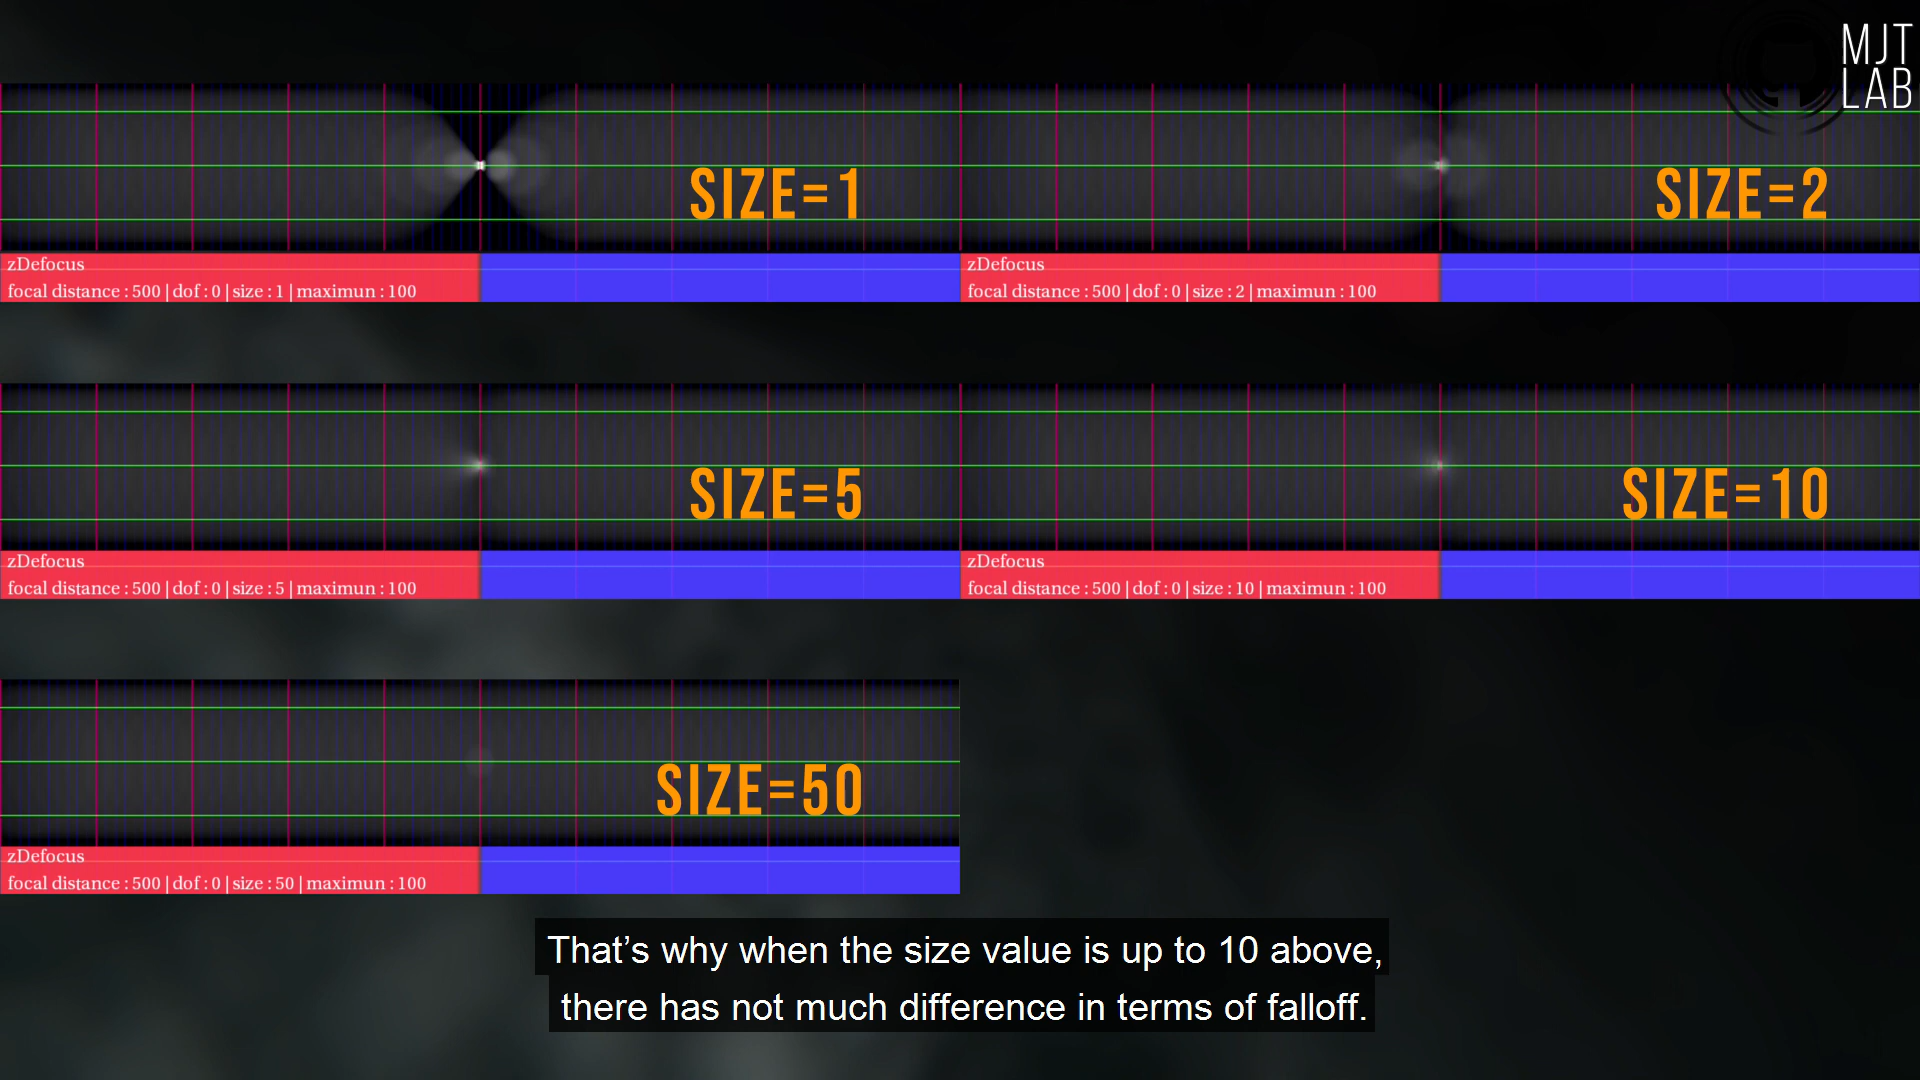 MJT
LAB
SIZE=1
SIZE=2
zDefocus
focal distance : 500 | dof : 0 | size : 1 | maximun : 100
zDefocus
focal distance : 500 | dof : 0 | size : 2 | maximun : 100
SIZE=5
SIZE=10
zDefocus
focal distance : 500 | dof : 0 | size : 5 | maximun : 100
zDefocus
focal distance : 500 | dof : 0 | size : 10 | maximun : 100
SIZE=50
zDefocus
focal distance : 500 | dof : 0 | size : 50 | maximun : 100
That’s why when the size value is up to 10 above,
there has not much difference in terms of falloff.